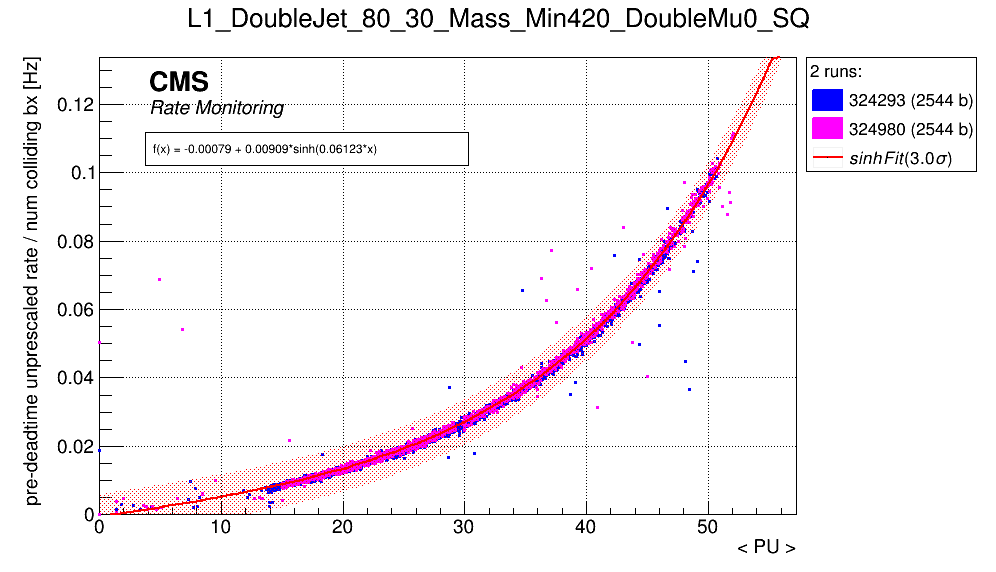 L1_DoubleJet_80_30_Mass_Min420_DoubleMu0_SQ
pre-deadtime unprescaled rate / num colliding bx [Hz]
CMS
Rate Monitoring
f(x) = -0.00079 + 0.00909*sinh(0.06123*x)
2 runs:
324293 (2544 b)
324980 (2544 b)
sinhFit(3.0σ)
0.12
0.1
0.08
0.06
0.04
0.02
0
0 10 20 30 40 50
< PU >